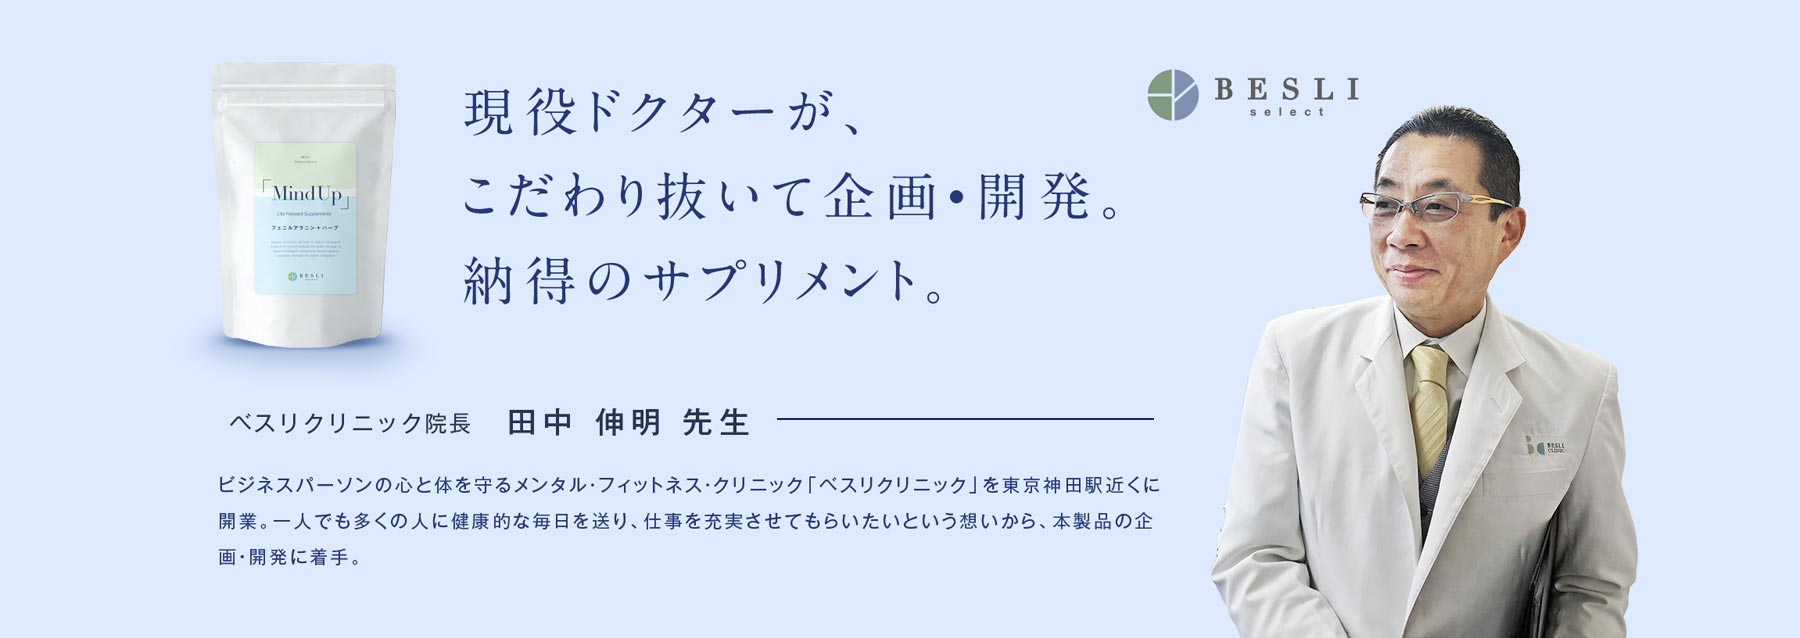 現役ドクターが、
こだわり抜いて企画・開発。
納得のサプリメント。
BESLI
select
「MindUp」
Life Forward Supplements
フェニルアラニン + ハーブ
BESLI
select
ベスリクリニック院長 田中 伸明 先生
ビジネスパーソンの心と体を守るメンタル・フィットネス・クリニック「ベスリクリニック」を東京神田駅近くに
開業。一人でも多くの人に健康的な毎日を送り、仕事を充実させてもらいたいという想いから、本製品の企
画・開発に着手。
BESLI
CLINIC